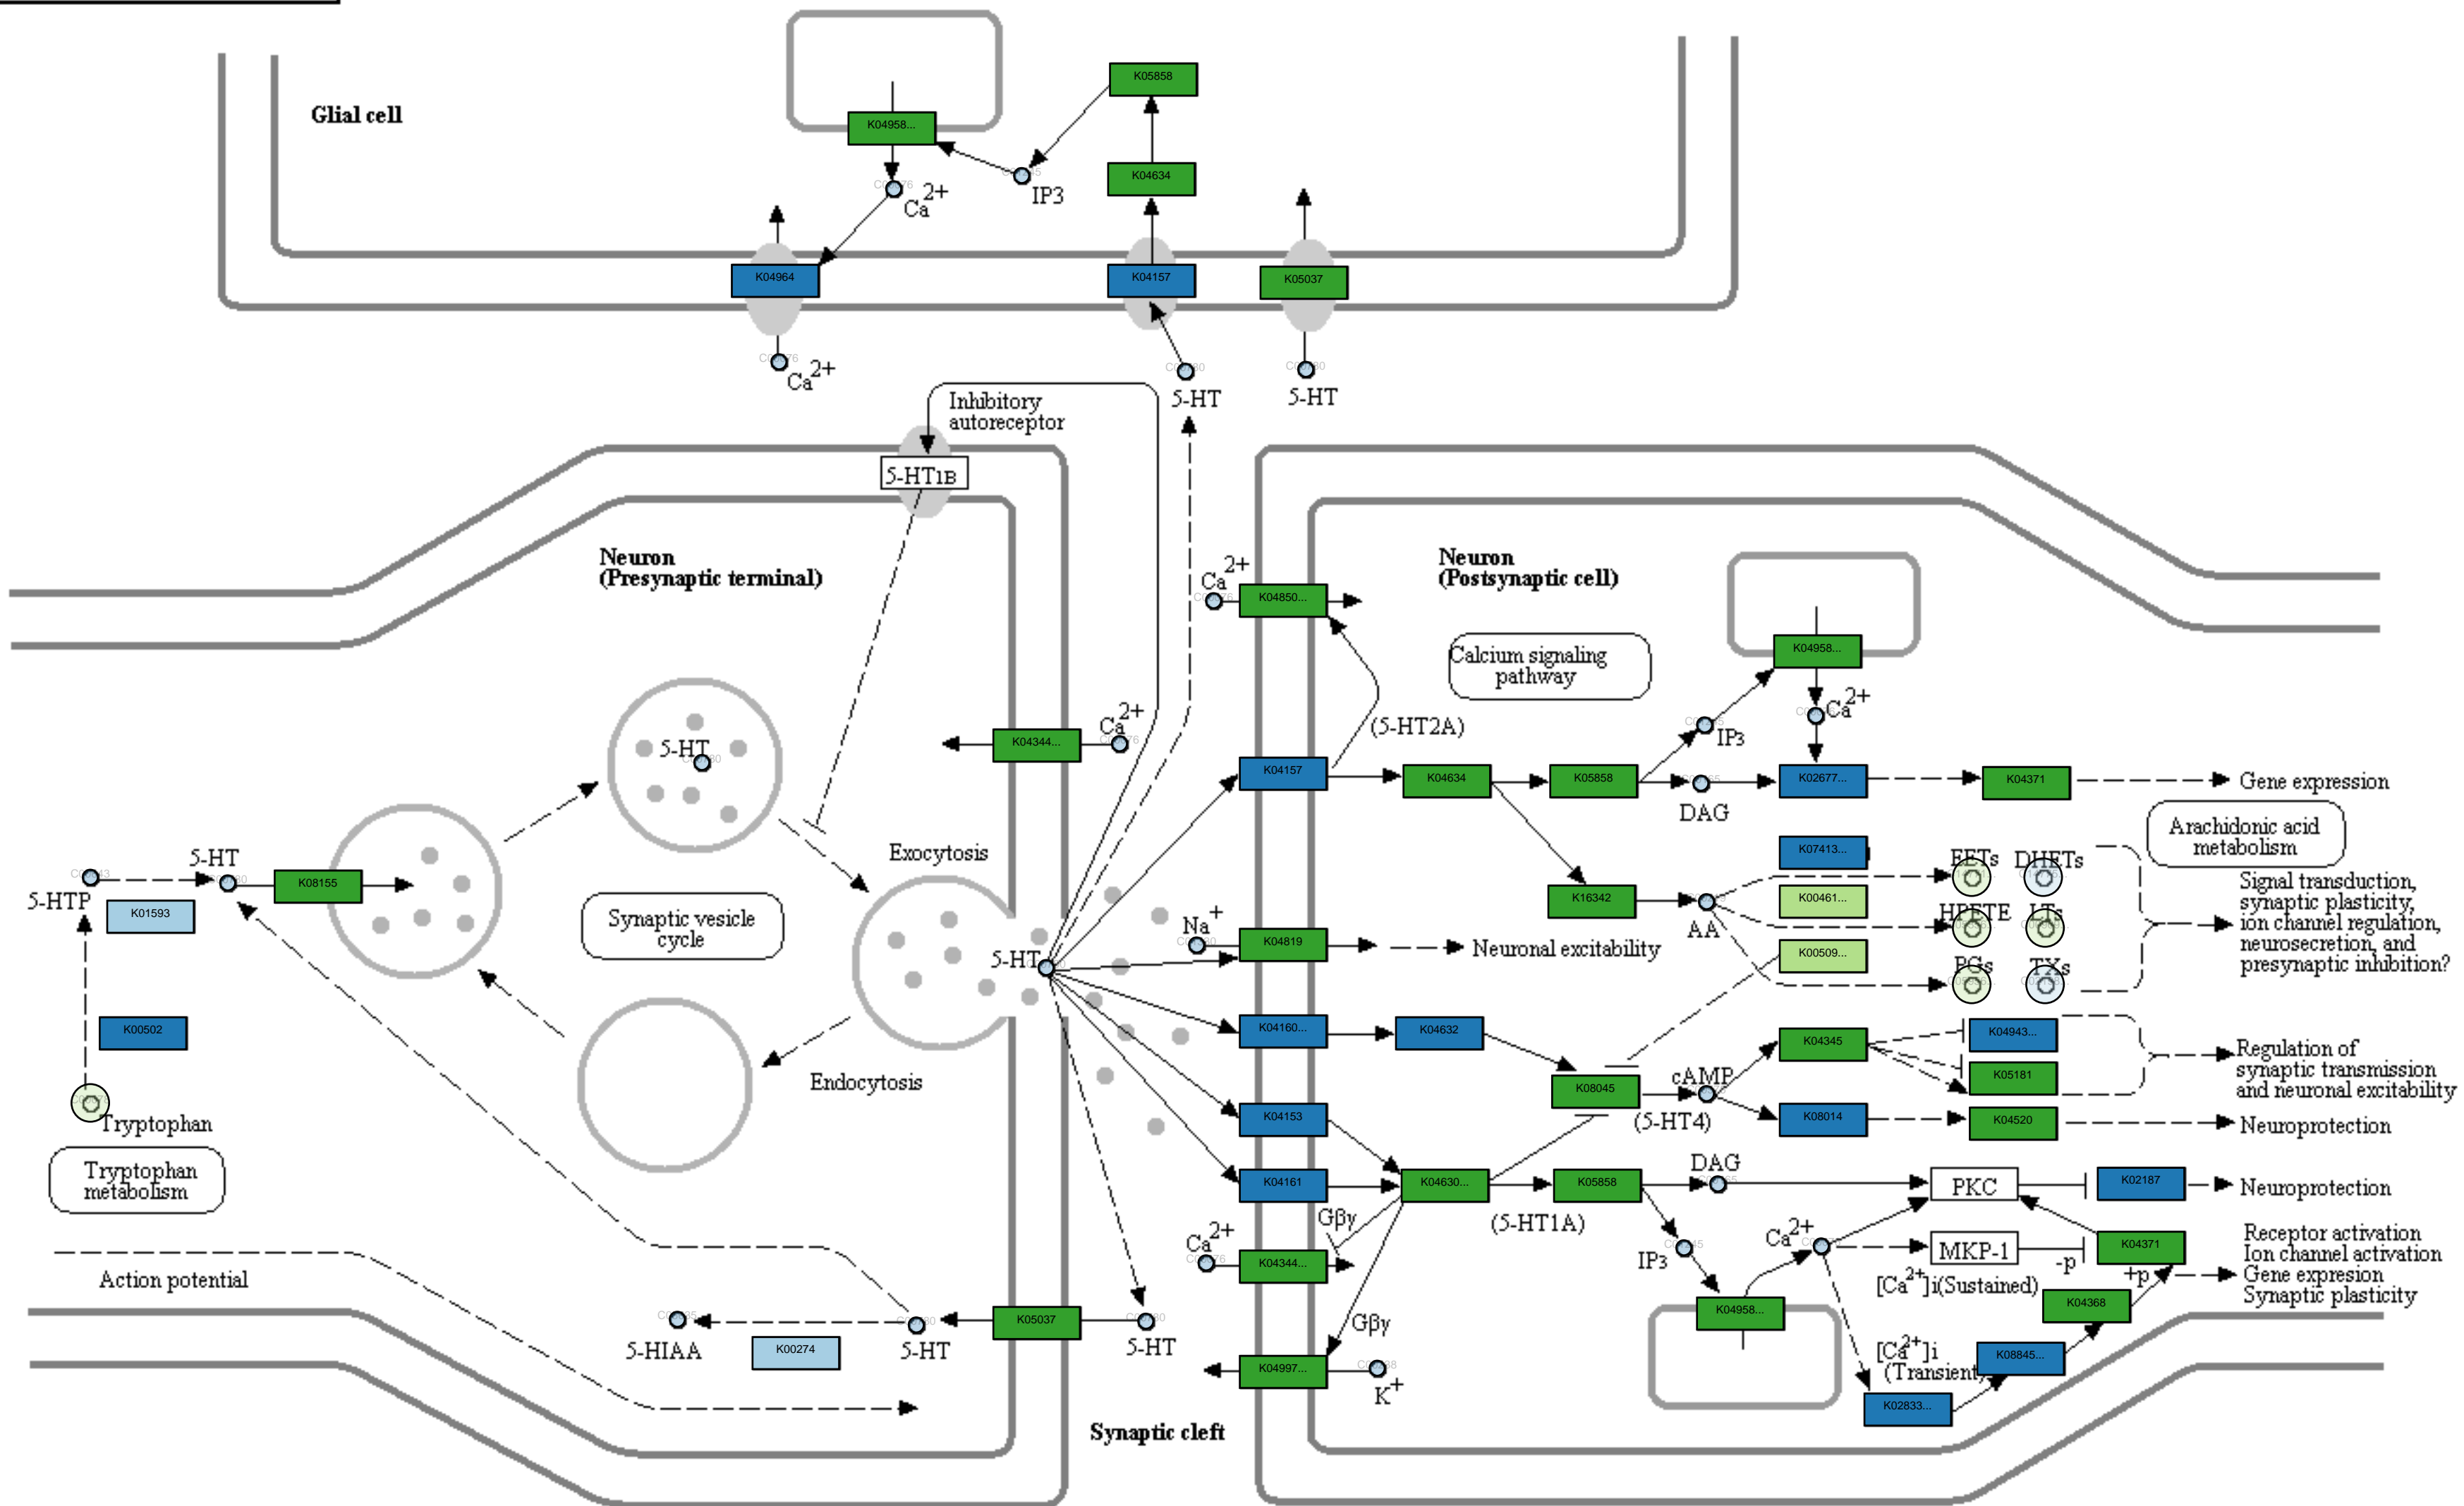 K05858
Glial cell
K04958...
K04634
IP3
Ca2+
K04964
K04157
K05037
Ca2+
5-HT
5-HT
Inhibitory
autoreceptor
5-HT1B
Neuron
(Presynaptic terminal)
Neuron
(Postsynaptic cell)
Ca2+
K04850...
Calcium signaling
pathway
K04958...
Ca2+
(5-HT2A)
IP3
5-HT
K04344...
Ca2+
K04157
K04634
K05858
DAG
K02677...
K04371
Gene expression
Arachidonic acid
metabolism
Exocytosis
5-HT
5-HTP
K08155
K01593
Synaptic vesicle
cycle
K07413...
EETs
DHETs
K16342
AA
K00461...
HPETE
LTs
K00509...
PGs
TXs
Signal transduction,
synaptic plasticity,
ion channel regulation,
neurosecretion, and
presynaptic inhibition?
Na+
K04819
Neuronal excitability
5-HT
K00502
K04160...
K04632
K04345
K04943...
K05181
Regulation of
synaptic transmission
and neuronal excitability
Endocytosis
K08045
cAMP
(5-HT4)
K04153
K08014
K04520
Neuroprotection
Tryptophan
Tryptophan
metabolism
K04161
K04630...
K05858
(5-HT1A)
DAG
PKC
K02187
Neuroprotection
Gβγ
Ca2+
K04344...
IP3
Ca2+
MKP-1
-p
K04371
+p
Receptor activation
Ion channel activation
Gene expresion
Synaptic plasticity
[Ca2+]i(Sustained)
Action potential
K04958...
K04368
5-HIAA
K00274
5-HT
K05037
5-HT
Gβγ
K04997...
K+
[Ca2+]i
(Transient)
K08845...
K02833...
Synaptic cleft